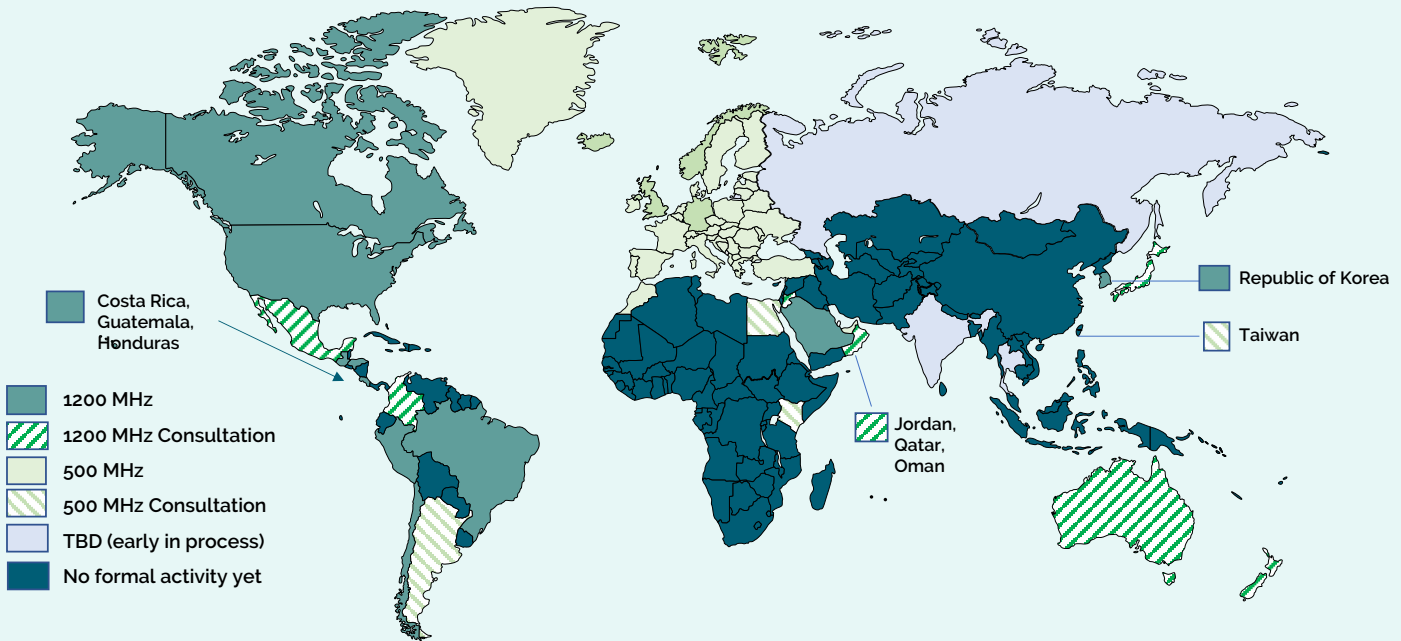 Costa Rica,
Guatemala,
Honduras
1200 MHz
1200 MHz Consultation
500 MHz
500 MHz Consultation
TBD (early in process)
No formal activity yet
Republic of Korea
Taiwan
Jordan,
Qatar,
Oman